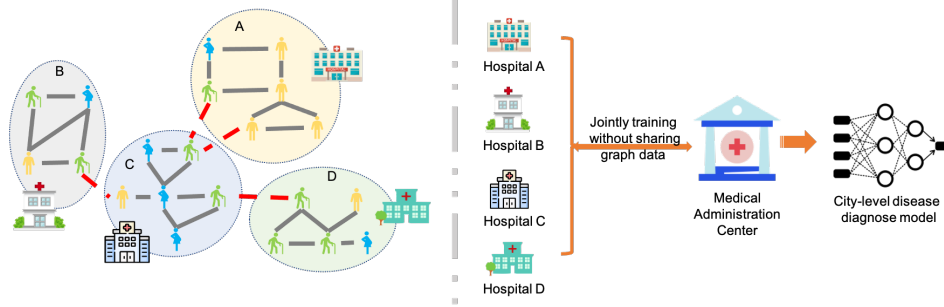 A
B
C
D
Hospital A
Hospital B
Hospital C
Hospital D
Jointly training
without sharing
graph data
Medical
Administration
Center
City-level disease
diagnose model